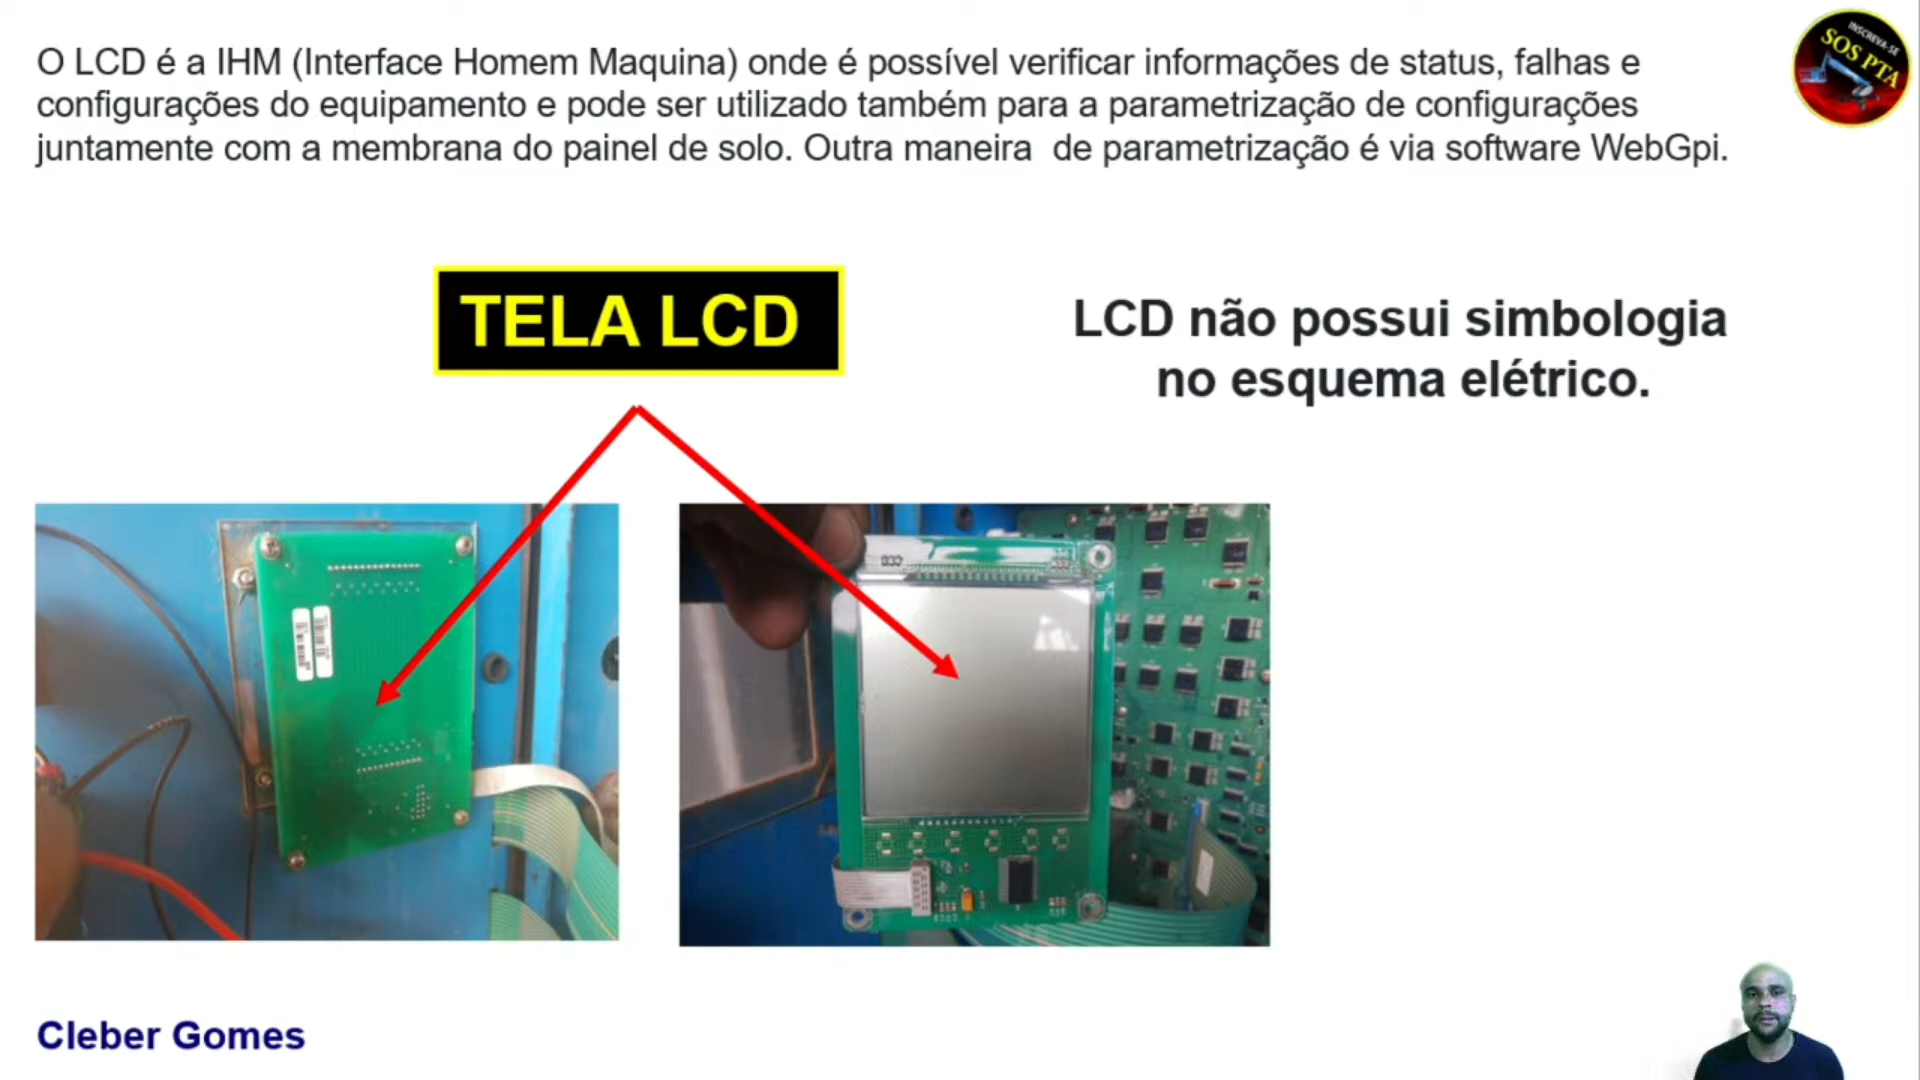 O LCD é a IHM (Interface Homem Maquina) onde é possível verificar informações de status, falhas e
configurações do equipamento e pode ser utilizado também para a parametrização de configurações
juntamente com a membrana do painel de solo. Outra maneira  de parametrização é via software WebGpi.
INSCREVA-SE
SOS PTA
TELA LCD
LCD não possui simbologia
no esquema elétrico.
Cleber Gomes